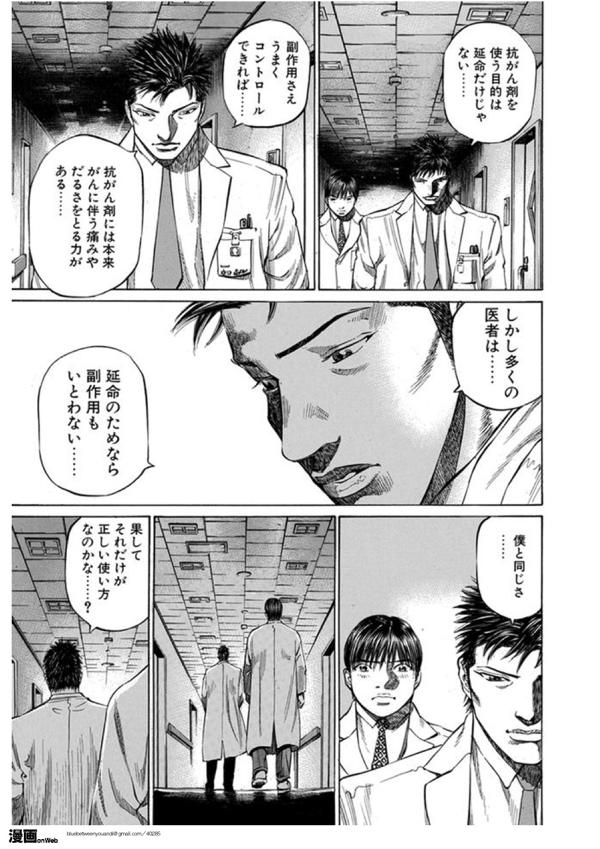 抗がん剤を
使う目的は
延命だけじゃ
ない……
副作用さえ
うまく
コントロール
できれば……
抗がん剤には本来
がんに伴う痛みや
だるさをとる力が
ある……
しかし多くの
医者は……
延命のためなら
副作用も
いとわない……
僕と同じさ
……
果して
それだけが
正しい使い方
なのかな……?
漫画onWeb
bluebetweenyouandi@gmail.com/40285